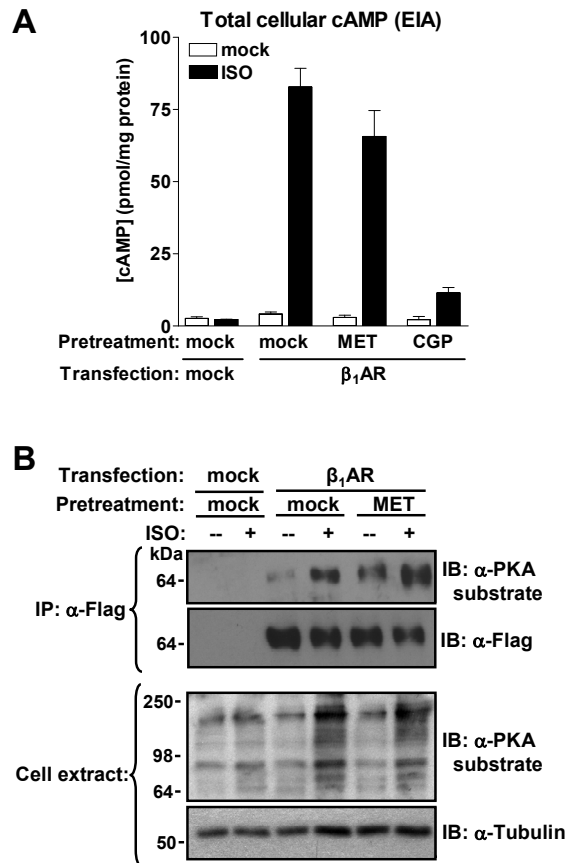 A
Total cellular cAMP (EIA)
[cAMP] (pmol/mg protein)
100
75
50
25
0
mock
ISO
Pretreatment: mock mock MET CGP
Transfection: mock β₁AR
B
Transfection: mock β₁AR
Pretreatment: mock mock MET
ISO: -- + -- + -- +
kDa
64- IB: α-PKA substrate
IP: α-Flag
64- IB: α-Flag
250-
98- IB: α-PKA substrate
Cell extract:
64-
50- IB: α-Tubulin